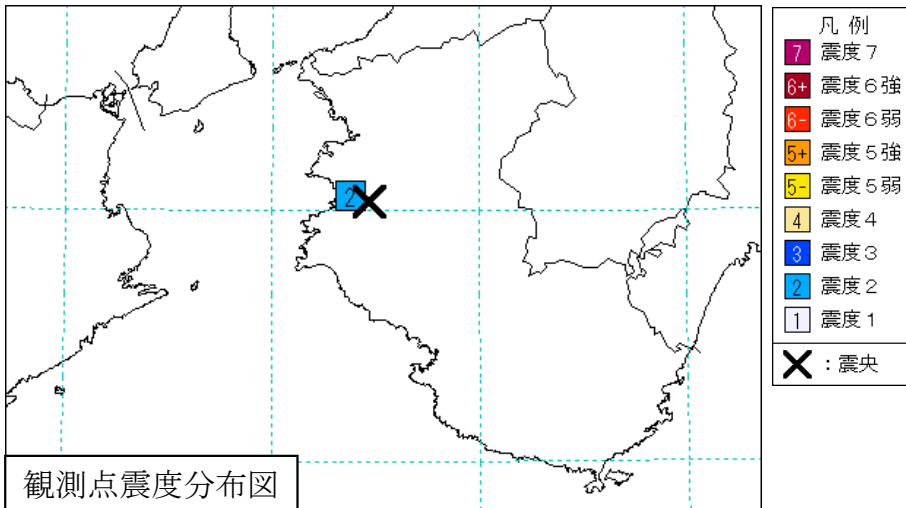 凡 例
7 震度７
6+ 震度６強
6- 震度６弱
5+ 震度５強
5- 震度５弱
4 震度４
3 震度３
2 震度２
1 震度１
：震央
2
観測点震度分布図